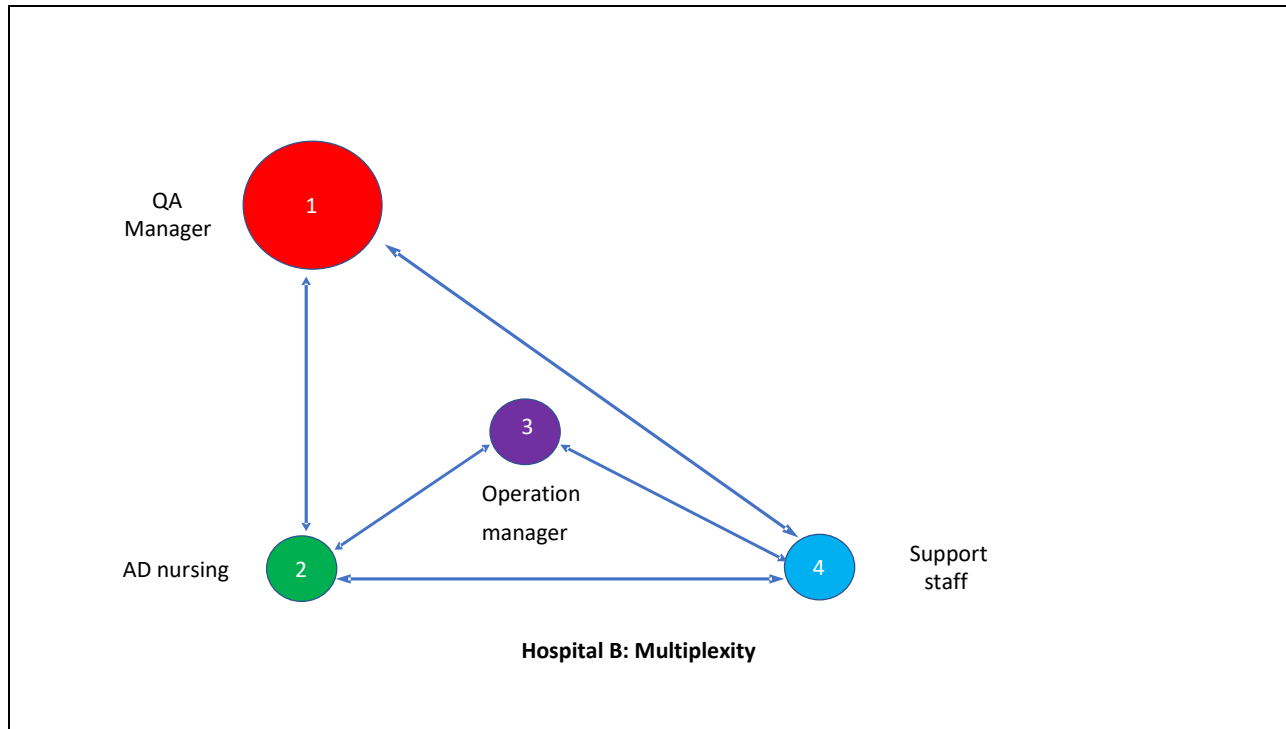 1
QA
Manager
3
Operation
manager
AD nursing
2
4
Support
staff
Hospital B: Multiplexity